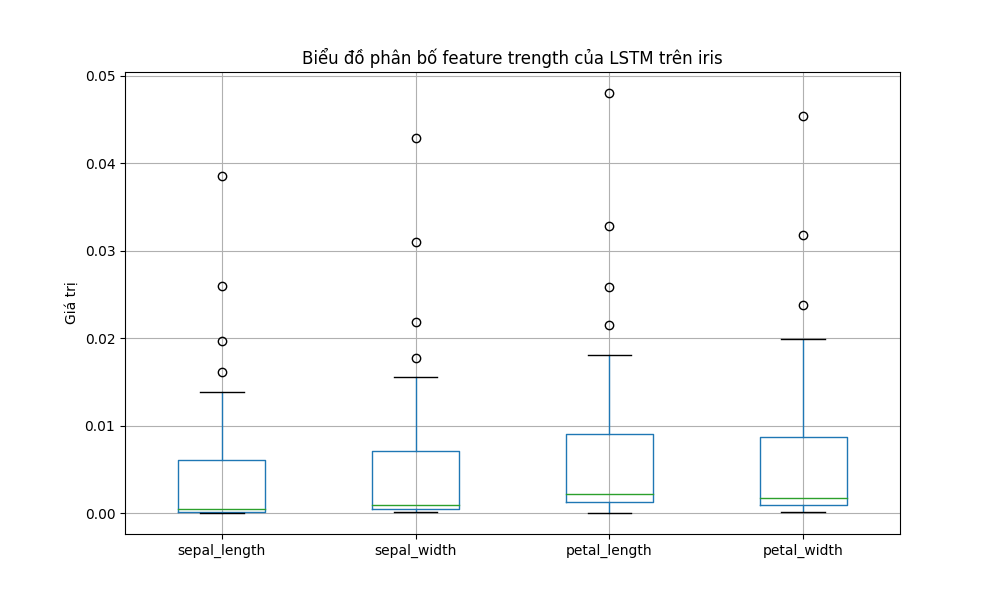 Biểu đồ phân bố feature trength của LSTM trên iris
0.05
0.04
0.03
0.02
0.01
0.00
Giá trị
sepal_length sepal_width petal_length petal_width